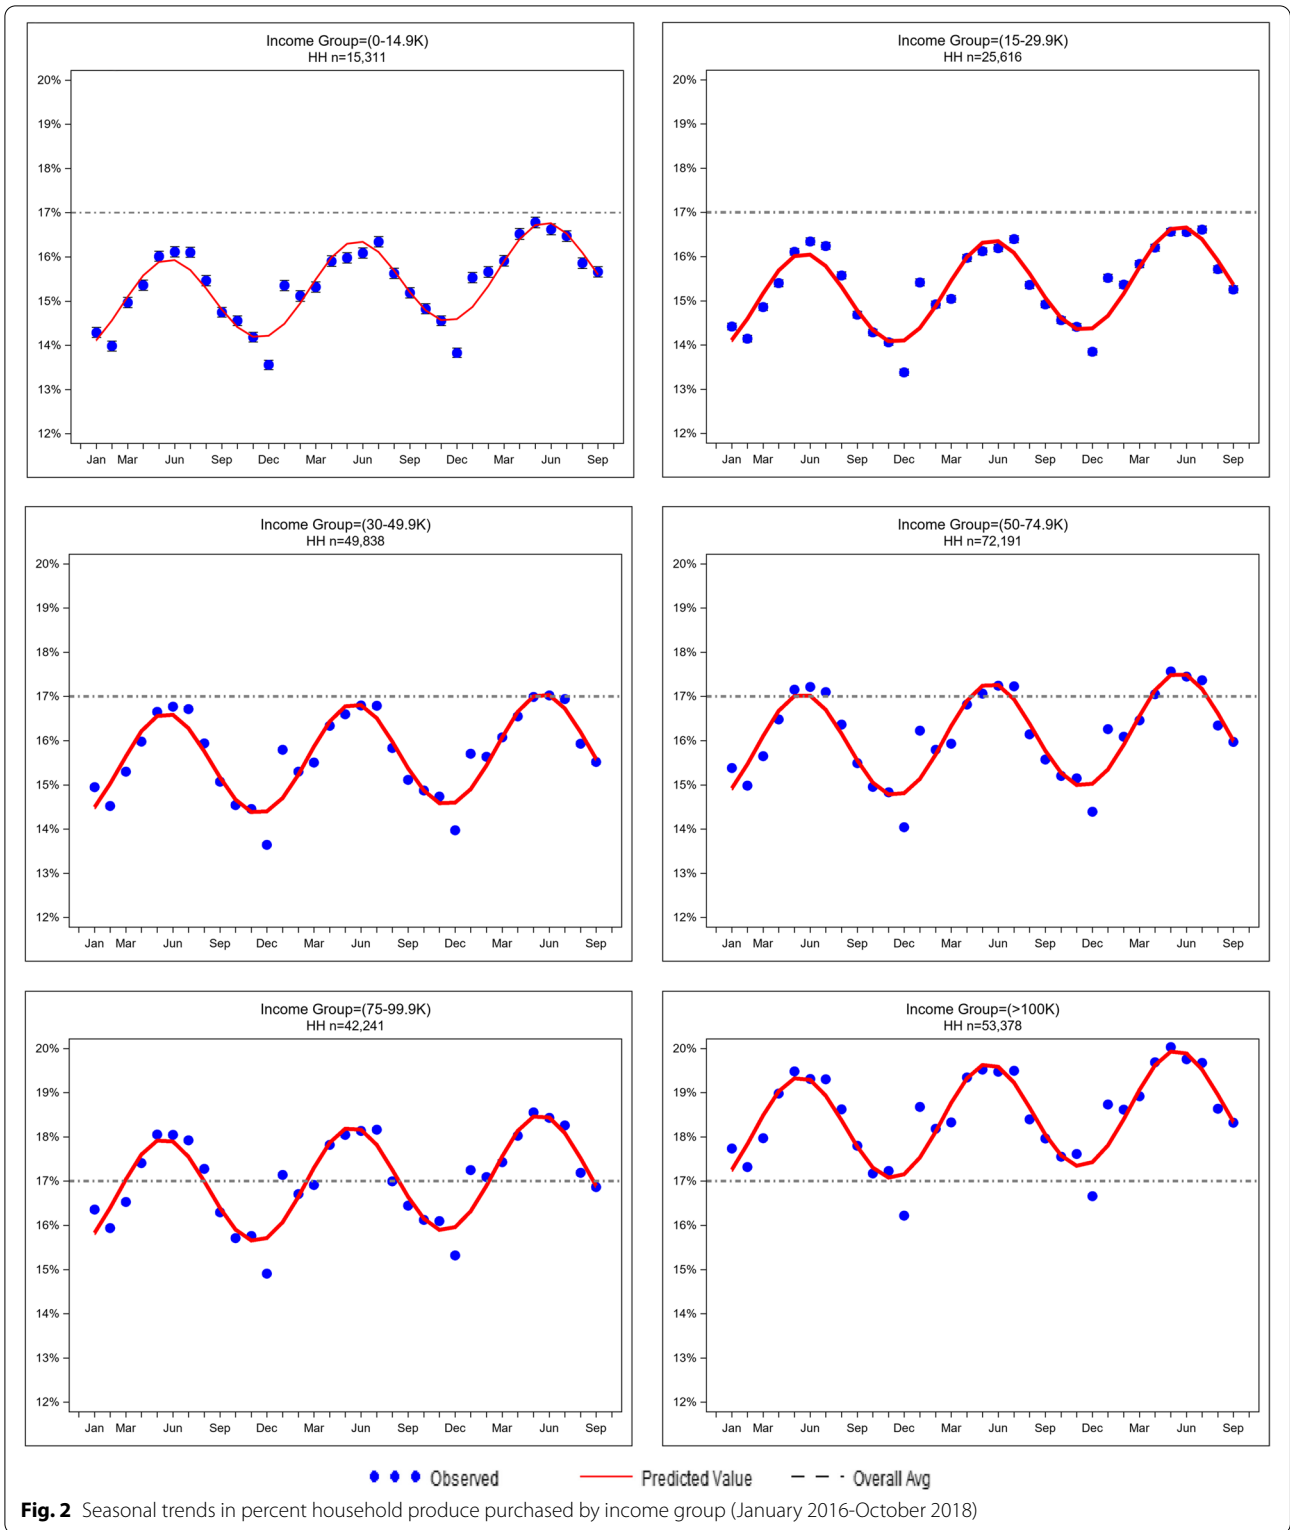 Income Group=(0-14.9K)
HH n=15,311
20%
19%
18%
17%
16%
15%
14%
13%
12%
Jan Mar Jun Sep Dec Mar Jun Sep Dec Mar Jun Sep
Income Group=(15-29.9K)
HH n=25,616
20%
19%
18%
17%
16%
15%
14%
13%
12%
Jan Mar Jun Sep Dec Mar Jun Sep Dec Mar Jun Sep
Income Group=(30-49.9K)
HH n=49,838
20%
19%
18%
17%
16%
15%
14%
13%
12%
Jan Mar Jun Sep Dec Mar Jun Sep Dec Mar Jun Sep
Income Group=(50-74.9K)
HH n=72,191
20%
19%
18%
17%
16%
15%
14%
13%
12%
Jan Mar Jun Sep Dec Mar Jun Sep Dec Mar Jun Sep
Income Group=(75-99.9K)
HH n=42,241
20%
19%
18%
17%
16%
15%
14%
13%
12%
Jan Mar Jun Sep Dec Mar Jun Sep Dec Mar Jun Sep
Income Group=(>100K)
HH n=53,378
20%
19%
18%
17%
16%
15%
14%
13%
12%
Jan Mar Jun Sep Dec Mar Jun Sep Dec Mar Jun Sep
Observed Predicted Value Overall Avg
Fig. 2 Seasonal trends in percent household produce purchased by income group (January 2016-October 2018)